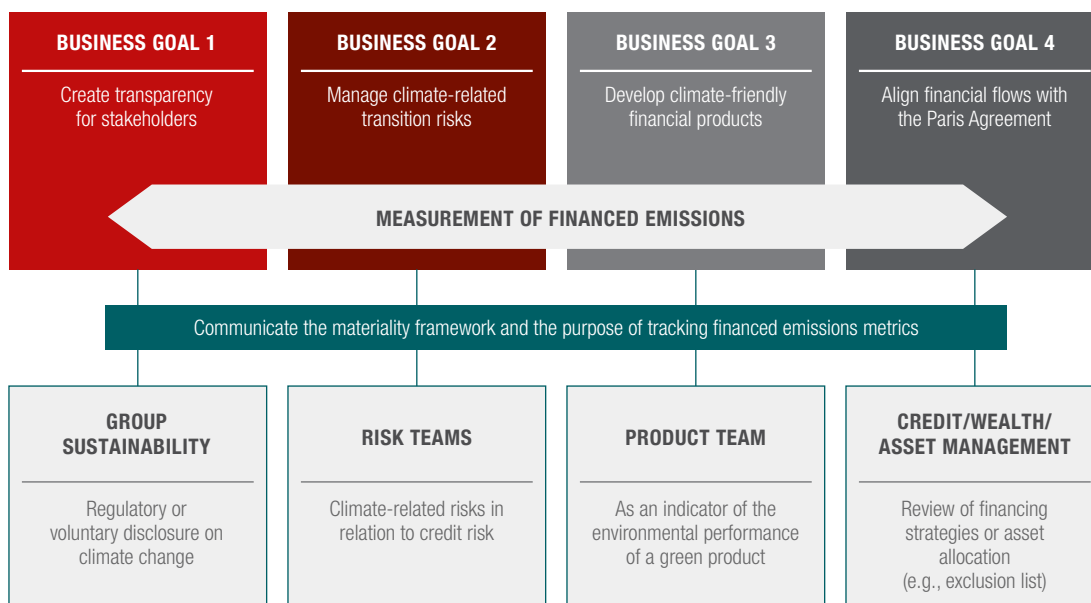 BUSINESS GOAL 1
Create transparency
for stakeholders
BUSINESS GOAL 2
Manage climate-related
transition risks
BUSINESS GOAL 3
Develop climate-friendly
financial products
BUSINESS GOAL 4
Align financial flows with
the Paris Agreement
MEASUREMENT OF FINANCED EMISSIONS
Communicate the materiality framework and the purpose of tracking financed emissions metrics
GROUP
SUSTAINABILITY
Regulatory or
voluntary disclosure on
climate change
RISK TEAMS
Climate-related risks in
relation to credit risk
PRODUCT TEAM
As an indicator of the
environmental performance
of a green product
CREDIT/WEALTH/
ASSET MANAGEMENT
Review of financing
strategies or asset
allocation
(e.g., exclusion list)